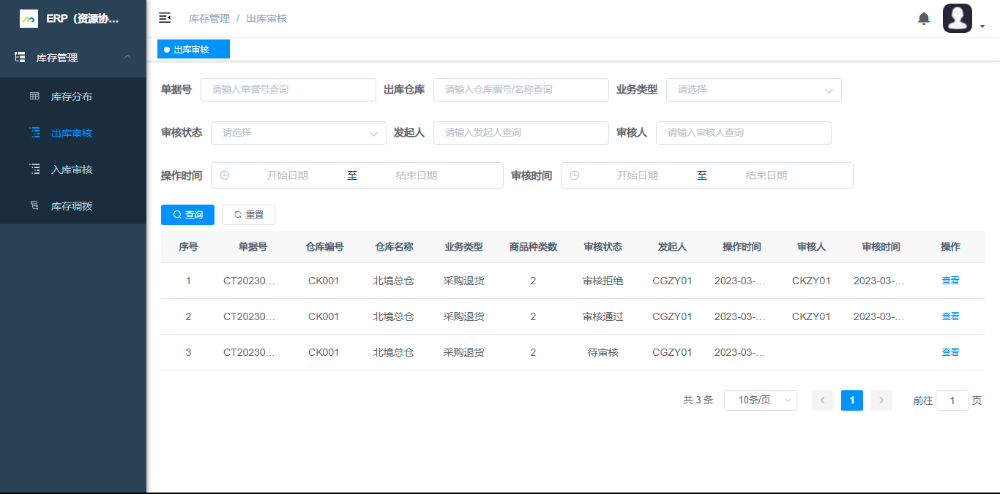 ERP（资源协...
库存管理
库存分布
出库审核
入库审核
库存调拨
库存管理 / 出库审核
出库审核
单据号 请输入单据号查询 出库仓库 请输入仓库编号/名称查询 业务类型 请选择
审核状态 请选择 发起人 请输入发起人查询 审核人 请输入审核人查询
操作时间 开始日期 至 结束日期 审核时间 开始日期 至 结束日期
查询 重置
序号 单据号 仓库编号 仓库名称 业务类型 商品种类数 审核状态 发起人 操作时间 审核人 审核时间 操作
1 CT20230... CK001 北境总仓 采购退货 2 审核拒绝 CGZY01 2023-03-... CKZY01 2023-03-... 查看
2 CT20230... CK001 北境总仓 采购退货 2 审核通过 CGZY01 2023-03-... CKZY01 2023-03-... 查看
3 CT20230... CK001 北境总仓 采购退货 2 待审核 CGZY01 2023-03-... 查看
共 3 条 10条/页 1 前往 1 页